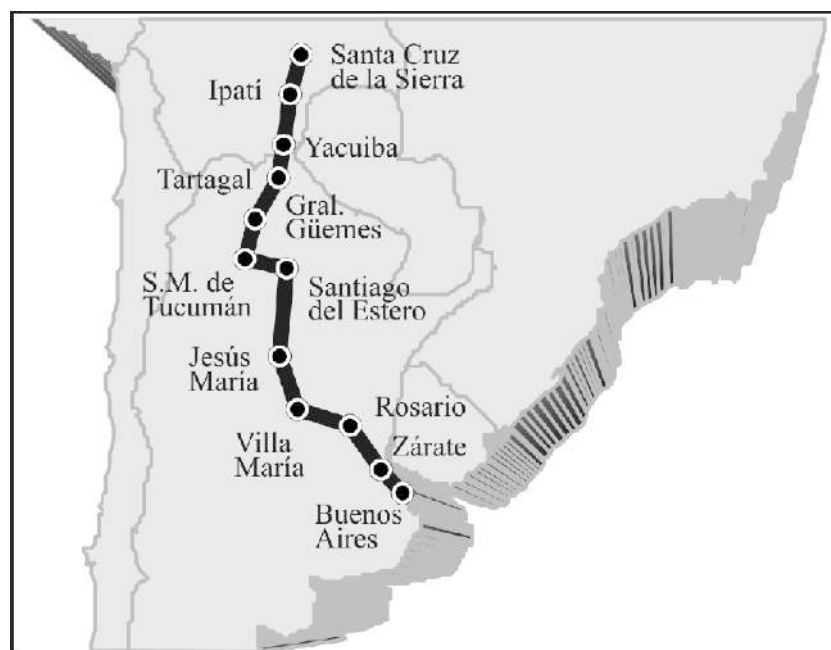 Santa Cruz
de la Sierra
Ipatí
Yacuiba
Tartagal
Gral.
Güemes
S.M. de
Tucumán
Santiago
del Estero
Jesús
María
Rosario
Villa
María
Zárate
Buenos
Aires